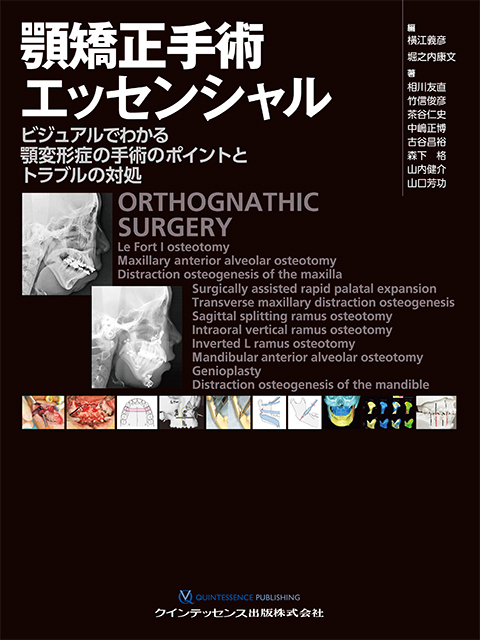 顎矯正手術
エッセンシャル
ビジュアルでわかる
顎変形症の手術のポイントと
トラブルの対処
編
横江義彦
堀之内康文
著
相川友直
竹信俊彦
茶谷仁史
中嶋正博
古谷昌裕
森下 格
山内健介
山口芳功
ORTHOGNATHIC
SURGERY
Le Fort I osteotomy
Maxillary anterior alveolar osteotomy
Distraction osteogenesis of the maxilla
Surgically assisted rapid palatal expansion
Transverse maxillary distraction osteogenesis
Sagittal splitting ramus osteotomy
Intraoral vertical ramus osteotomy
Inverted L ramus osteotomy
Mandibular anterior alveolar osteotomy
Genioplasty
Distraction osteogenesis of the mandible
QUINTESSENCE PUBLISHING
クインテッセンス出版株式会社